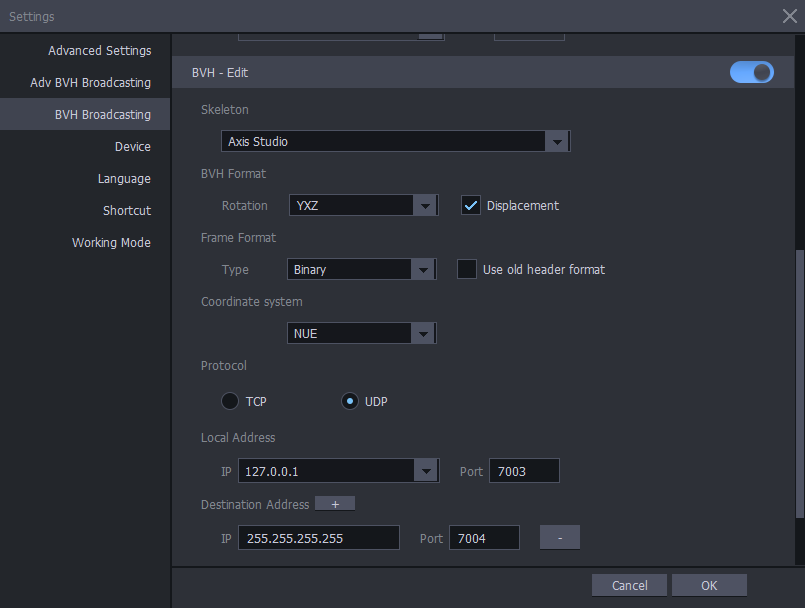 Settings
Advanced Settings
Adv BVH Broadcasting
BVH Broadcasting
Device
Language
Shortcut
Working Mode
BVH - Edit
Skeleton
Axis Studio
BVH Format
Rotation YXZ Displacement
Frame Format
Type Binary Use old header format
Coordinate system
NUE
Protocol
TCP UDP
Local Address
IP 127.0.0.1 Port 7003
Destination Address +
IP 255.255.255.255 Port 7004 -
Cancel OK